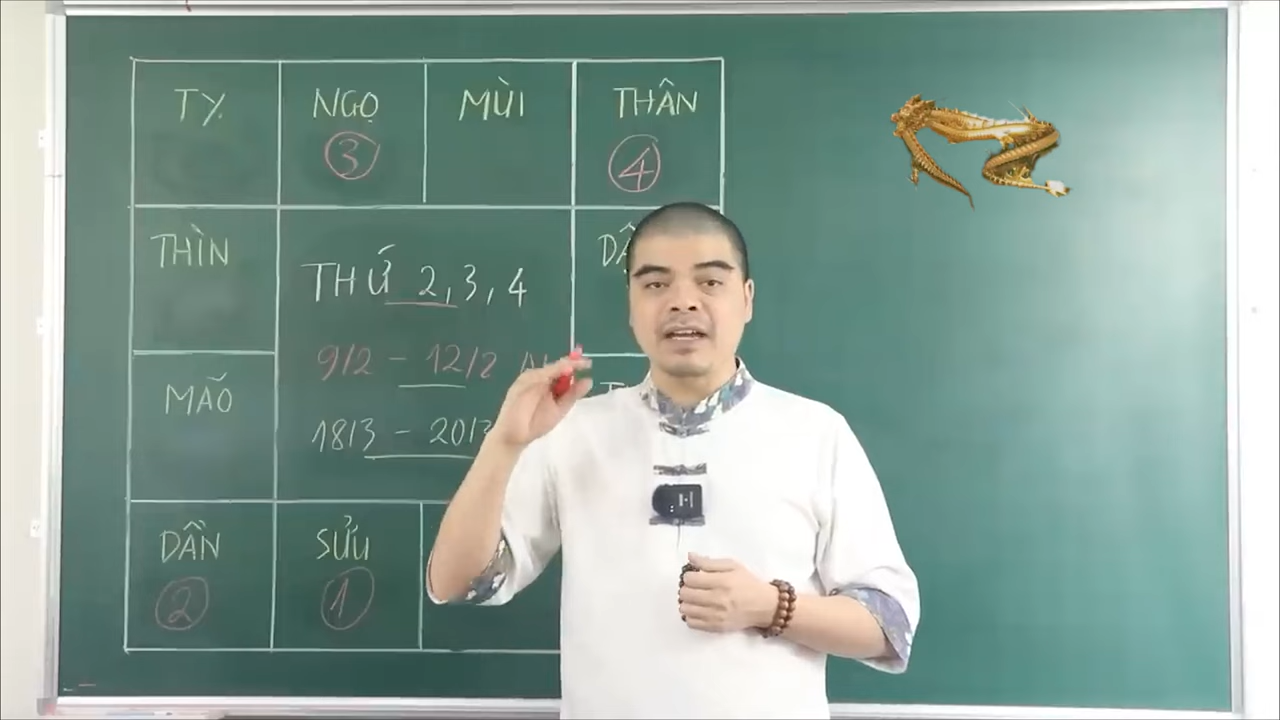 TỴ NGỌ MÙI THÂN
3 4
THÌN
THỨ 2,3,4
9/2 - 12/2
MÃO
18/3 - 20/3
DẦN SỬU
2 1